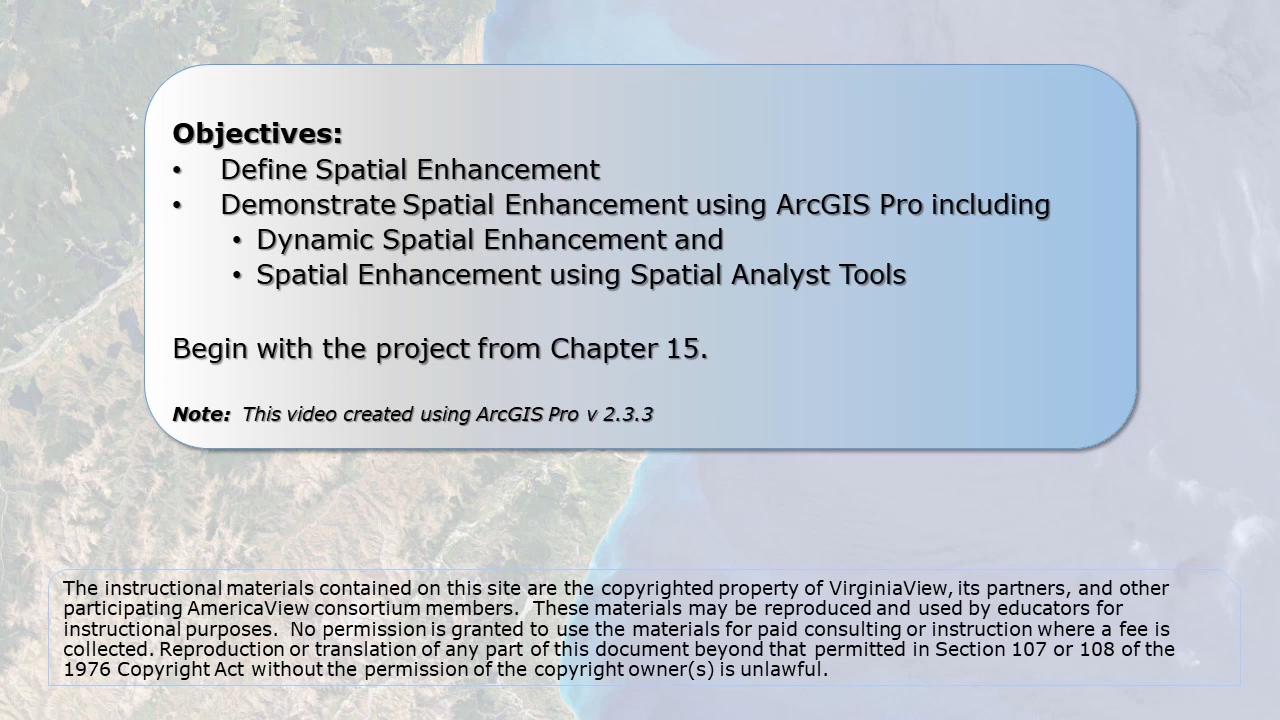 Objectives:
• Define Spatial Enhancement
• Demonstrate Spatial Enhancement using ArcGIS Pro including
• Dynamic Spatial Enhancement and
• Spatial Enhancement using Spatial Analyst Tools
Begin with the project from Chapter 15.
Note: This video created using ArcGIS Pro v 2.3.3
The instructional materials contained on this site are the copyrighted property of VirginiaView, its partners, and other
participating AmericaView consortium members. These materials may be reproduced and used by educators for
instructional purposes. No permission is granted to use the materials for paid consulting or instruction where a fee is
collected. Reproduction or translation of any part of this document beyond that permitted in Section 107 or 108 of the
1976 Copyright Act without the permission of the copyright owner(s) is unlawful.